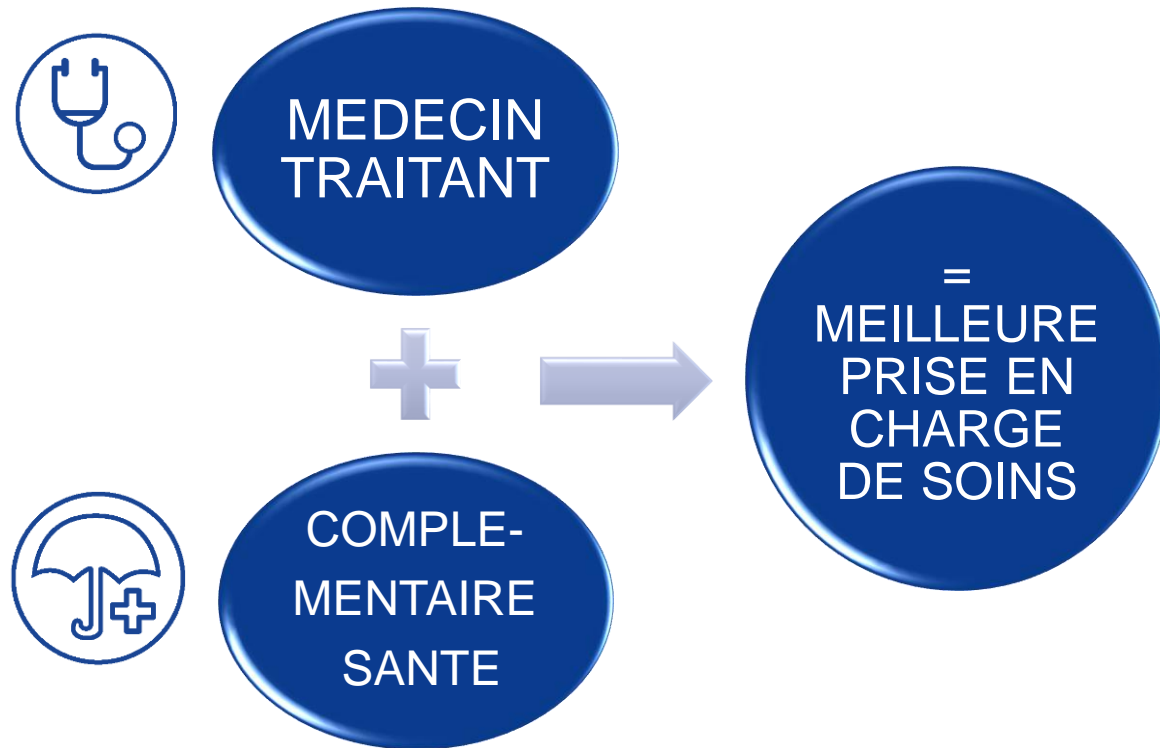 MEDECIN
TRAITANT
COMPLE-
MENTAIRE
SANTE
=
MEILLEURE
PRISE EN
CHARGE
DE SOINS